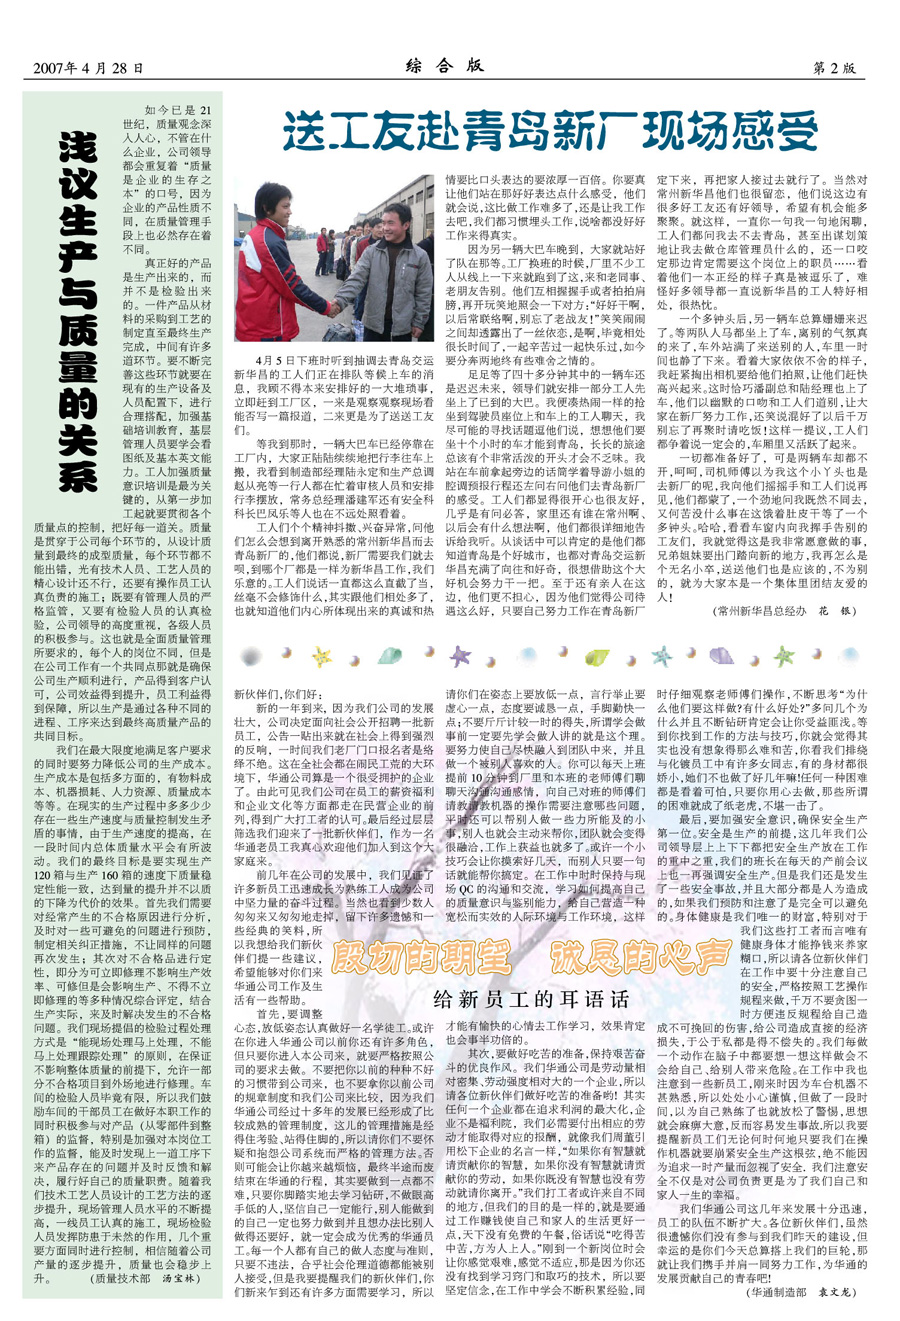 2007年 4 月 28 日
综 合 版
第 2 版
浅议生产与质量的关系
如今已是 21
世纪，质量观念深
入人心，不管在什
么企业，公司领导
都会重复着“质量
是企业的生存之
本”的口号，因为
企业的产品性质不
同，在质量管理手
段上也必然存在着
不同。
真正好的产品
是生产出来的，而
并不是检验出来
的。一件产品从材
料的采购到工艺的
制定直至最终生产
完成，中间有许多
道环节。要不断完
善这些环节就要在
现有的生产设备及
人员配置下，进行
合理搭配，加强基
础培训教育，基层
管理人员要学会看
图纸及基本英文能
力。工人加强质量
意识培训是最为关
键的，从第一步加
工起就要贯彻各个
质量点的控制，把好每一道关。质量
是贯穿于公司每个环节的，从设计质
量到最终的成型质量，每个环节都不
能出错，光有技术人员、工艺人员的
精心设计还不行，还要有操作员工认
真负责的施工；既要有管理人员的严
格监管，又要有检验人员的认真检
验，公司领导的高度重视，各级人员
的积极参与。这也就是全面质量管理
所要求的，每个人的岗位不同，但是
在公司工作有一个共同点那就是确保
公司生产顺利进行，产品得到客户认
可，公司效益得到提升，员工利益得
到保障，所以生产是通过各种不同的
进程、工序来达到最终高质量产品的
共同目标。
我们在最大限度地满足客户要求
的同时要努力降低公司的生产成本。
生产成本是包括多方面的，有物料成
本、机器损耗、人力资源、质量成本
等等。在现实的生产过程中多多少少
存在一些生产速度与质量控制发生矛
盾的事情，由于生产速度的提高，在
一段时间内总体质量水平会有所波
动。我们的最终目标是要实现生产
120 箱与生产 160 箱的速度下质量稳
定性能一致，达到量的提升并不以质
的下降为代价的效果。首先我们需要
对经常产生的不合格原因进行分析，
及时对一些可避免的问题进行预防，
制定相关纠正措施，不让同样的问题
再次发生；其次对不合格品进行定
性，即分为可立即修理不影响生产效
率、可修但是会影响生产、不得不立
即修理的等多种情况综合评定，结合
生产实际，来及时解决发生的不合格
问题。我们现场提倡的检验过程处理
方式是“能现场处理马上处理，不能
马上处理跟踪处理”的原则，在保证
不影响整体质量的前提下，允许一部
分不合格项目到外场地进行修理。车
间的检验人员毕竟有限，所以我们鼓
励车间的干部员工在做好本职工作的
同时积极参与对产品（从零部件到整
箱）的监督，特别是加强对本岗位工
作的监督，能及时发现上一道工序下
来产品存在的问题并及时反馈和解
决，履行好自己的质量职责。随着我
们技术工艺人员设计的工艺方法的逐
步提升，现场管理人员水平的不断提
高，一线员工认真的施工，现场检验
人员发挥防患于未然的作用，几个重
要方面同时进行控制，相信随着公司
产量的逐步提升，质量也会稳步上
升。 （质量技术部 汤宝林）
送工友赴青岛新厂现场感受
4月 5 日下班时听到抽调去青岛交运
新华昌的工人们正在排队等候上车的消
息，我顾不得本来安排好的一大堆琐事，
立即赶到工厂区，一来是观察观察现场看
能否写一篇报道，二来更是为了送送工友
们。
等我到那时，一辆大巴车已经停靠在
工厂内，大家正陆陆续续地把行李往车上
搬，我看到制造部经理陆永定和生产总调
赵从亮等一行人都在忙着审核人员和安排
行李摆放，常务总经理潘建军还有安全科
科长巴凤乐等人也在不远处照看着。
工人们个个精神抖擞、兴奋异常，问他
们怎么会想到离开熟悉的常州新华昌而去
青岛新厂的，他们都说，新厂需要我们就去
呗，到哪个厂都是一样为新华昌工作，我们
乐意的。工人们说话一直都这么直截了当，
丝毫不会修饰什么，其实跟他们相处多了，
也就知道他们内心所体现出来的真诚和热
情要比口头表达的要浓厚一百倍。你要真
让他们站在那好好表达点什么感受，他们
就会说，这比做工作难多了，还是让我工作
去吧，我们都习惯埋头工作，说啥都没好好
工作来得真实。
因为另一辆大巴车晚到，大家就站好
了队在那等。工厂换班的时候，厂里不少工
人从线上一下来就跑到了这，来和老同事、
老朋友告别。他们互相握握手或者拍拍肩
膀，再开玩笑地照会一下对方：“好好干啊，
以后常联络啊，别忘了老战友！”笑笑闹闹
之间却透露出了一丝依恋，是啊，毕竟相处
很长时间了，一起辛苦过一起快乐过，如今
要分奔两地终有些难舍之情的。
足足等了四十多分钟其中的一辆车还
是迟迟未来，领导们就安排一部分工人先
坐上了已到的大巴。我便凑热闹一样的抢
坐到驾驶员座位上和车上的工人聊天，我
尽可能的寻找话题逗他们说，想想他们要
坐十个小时的车才能到青岛，长长的旅途
总该有个非常活泼的开头才会不乏味。我
站在车前拿起旁边的话筒学着导游小姐的
腔调预报行程还左问右问他们去青岛新厂
的感受。工人们都显得很开心也很友好，
几乎是有问必答，家里还有谁在常州啊、
以后会有什么想法啊，他们都很详细地告
诉给我听。从谈话中可以肯定的是他们都
知道青岛是个好城市，也都对青岛交运新
华昌充满了向往和好奇，很想借助这个大
好机会努力干一把。至于还有亲人在这
边，他们更不担心，因为他们觉得公司待
遇这么好，只要自己努力工作在青岛新厂
定下来，再把家人接过去就行了。当然对
常州新华昌他们也很留恋，他们说这边有
很多好工友还有好领导，希望有机会能多
聚聚。就这样，一直你一句我一句地闲聊，
工人们都问我去不去青岛，甚至出谋划策
地让我去做仓库管理员什么的，还一口咬
定那边肯定需要这个岗位上的职员……看
着他们一本正经的样子真是被逗乐了，难
怪好多领导都一直说新华昌的工人特好相
处，很热忱。
一个多钟头后，另一辆车总算姗姗来迟
了。等两队人马都坐上了车，离别的气氛真
的来了，车外站满了来送别的人，车里一时
间也静了下来。看着大家依依不舍的样子，
我赶紧掏出相机要给他们拍照，让他们赶快
高兴起来。这时恰巧潘副总和陆经理也上了
车，他们以幽默的口吻和工人们道别，让大
家在新厂努力工作，还笑说混好了以后千万
别忘了再聚时请吃饭！这样一提议，工人们
都争着说一定会的，车厢里又活跃了起来。
一切都准备好了，可是两辆车却都不
开，呵呵，司机师傅以为我这个小丫头也是
去新厂的呢，我向他们摇摇手和工人们说再
见，他们都蒙了，一个劲地问我既然不同去，
又何苦没什么事在这饿着肚皮干等了一个
多钟头。哈哈，看看车窗内向我挥手告别的
工友们，我就觉得这是我非常愿意做的事，
兄弟姐妹要出门踏向新的地方，我再怎么是
个无名小卒，送送他们也是应该的，不为别
的，就为大家本是一个集体里团结友爱的
人！
（常州新华昌总经办 花 银）
新伙伴们，你们好：
新的一年到来，因为我们公司的发展
壮大，公司决定面向社会公开招聘一批新
员工，公告一贴出来就在社会上得到强烈
的反响，一时间我们老厂门口报名者是络
绎不绝。这在全社会都在闹民工荒的大环
境下，华通公司算是一个很受拥护的企业
了。由此可见我们公司在员工的薪资福利
和企业文化等方面都走在民营企业的前
列，得到广大打工者的认可。最后经过层层
筛选我们迎来了一批新伙伴们，作为一名
华通老员工我真心欢迎他们加入到这个大
家庭来。
前几年在公司的发展中，我们见证了
许多新员工迅速成长为熟练工人成为公司
中坚力量的奋斗过程。当然也看到少数人
匆匆来又匆匆地走掉，留下许多遗憾和一
些经典的笑料，所
以我想给我们新伙
伴们提一些建议，
希望能够对你们来
华通公司工作及生
活有一些帮助。
首先，要调整
心态，放低姿态认真做好一名学徒工。或许
在你进入华通公司以前你还有许多角色，
但只要你进入本公司来，就要严格按照公
司的要求去做。不要把你以前的种种不好
的习惯带到公司来，也不要拿你以前公司
的规章制度和我们公司来比较，因为我们
华通公司经过十多年的发展已经形成了比
较成熟的管理制度，这儿的管理措施是经
得住考验、站得住脚的，所以请你们不要怀
疑和抱怨公司系统而严格的管理方法。否
则可能会让你越来越烦恼，最终半途而废
结束在华通的行程，其实要做到一点都不
难，只要你脚踏实地去学习钻研，不做眼高
手低的人，坚信自己一定能行，别人能做到
的自己一定也努力做到并且想办法比别人
做得还要好，就一定会成为优秀的华通员
工。每一个人都有自己的做人态度与准则，
只要不违法，合乎社会伦理道德都能被别
人接受，但是我要提醒我们的新伙伴们，你
们新来乍到还有许多方面需要学习，所以
请你们在姿态上要放低一点，言行举止要
虚心一点，态度要诚恳一点，手脚勤快一
点；不要斤斤计较一时的得失，所谓学会做
事前一定要先学会做人讲的就是这个理。
要努力使自己尽快融入到团队中来，并且
做一个被别人喜欢的人。你可以每天上班
提前 10 分钟到厂里和本班的老师傅们聊
聊天沟通沟通感情，向自己对班的师傅们
请教请教机器的操作需要注意哪些问题，
平时还可以帮别人做一些力所能及的小
事，别人也就会主动来帮你，团队就会变得
很融洽，工作上获益也就多了。或许一个小
技巧会让你摸索好几天，而别人只要一句
话就能帮你搞定。在工作中时时保持与现
场 QC 的沟通和交流，学习如何提高自己
的质量意识与鉴别能力，给自己营造一种
宽松而实效的人际环境与工作环境，这样
殷切的期望 诚恳的心声
给新员工的耳语话
才能有愉快的心情去工作学习，效果肯定
也会事半功倍的。
其次，要做好吃苦的准备，保持艰苦奋
斗的优良作风。我们华通公司是劳动量相
对密集、劳动强度相对大的一个企业，所以
请各位新伙伴们做好吃苦的准备哟！其实
任何一个企业都在追求利润的最大化，企
业不是福利院，我们必需要付出相应的劳
动才能取得对应的报酬，就像我们周董引
用松下企业的名言一样，“如果你有智慧就
请贡献你的智慧，如果你没有智慧就请贡
献你的劳动，如果你既没有智慧也没有劳
动就请你离开。”我们打工者或许来自不同
的地方，但我们的目的是一样的，就是要通
过工作赚钱使自己和家人的生活更好一
点，天下没有免费的午餐，俗话说“吃得苦
中苦，方为人上人。”刚到一个新岗位时会
让你感觉艰难，感觉不适应，那是因为你还
没有找到学习窍门和取巧的技术，所以要
坚定信念，在工作中学会不断积累经验，同
时仔细观察老师傅们操作，不断思考“为什
么他们要这样做？有什么好处？”多问几个为
什么并且不断钻研肯定会让你受益匪浅。等
到你找到工作的方法与技巧，你就会觉得其
实也没有想象得那么难和苦，你看我们排绕
与化镀员工中有许多女同志，有的身材都很
娇小，她们不也做了好几年嘛！任何一种困难
都是看着可怕，只要你用心去做，那些所谓
的困难就成了纸老虎，不堪一击了。
最后，要加强安全意识，确保安全生产
第一位。安全是生产的前提，这几年我们公
司领导层上上下下都把安全生产放在工作
的重中之重，我们的班长在每天的产前会议
上也一再强调安全生产。但是我们还是发生
了一些安全事故，并且大部分都是人为造成
的，如果我们预防和注意了是完全可以避免
的。身体健康是我们唯一的财富，特别对于
我们这些打工者而言唯有
健康身体才能挣钱来养家
糊口，所以请各位新伙伴们
在工作中要十分注意自己
的安全，严格按照工艺操作
规程来做，千万不要贪图一
时方便违反规程给自己造
成不可挽回的伤害，给公司造成直接的经济
损失，于公于私都是得不偿失的。我们每做
一个动作在脑子中都要想一想这样做会不
会给自己、给别人带来危险。在工作中我也
注意到一些新员工，刚来时因为车台机器不
甚熟悉，所以处处小心谨慎，但做了一段时
间，以为自己熟练了也就放松了警惕，思想
就会麻痹大意，反而容易发生事故。所以我要
提醒新员工们无论何时何地只要我们在操
作机器就要崩紧安全生产这根弦，绝不能因
为追求一时产量而忽视了安全．我们注意安
全不仅是对公司负责更是为了我们自己和
家人一生的幸福。
我们华通公司这几年来发展十分迅速，
员工的队伍不断扩大。各位新伙伴们，虽然
很遗憾你们没有参与到我们昨天的建设，但
幸运的是你们今天总算搭上我们的巨轮，那
就让我们携手并肩一同努力工作，为华通的
发展贡献自己的青春吧！
（华通制造部 袁文龙）